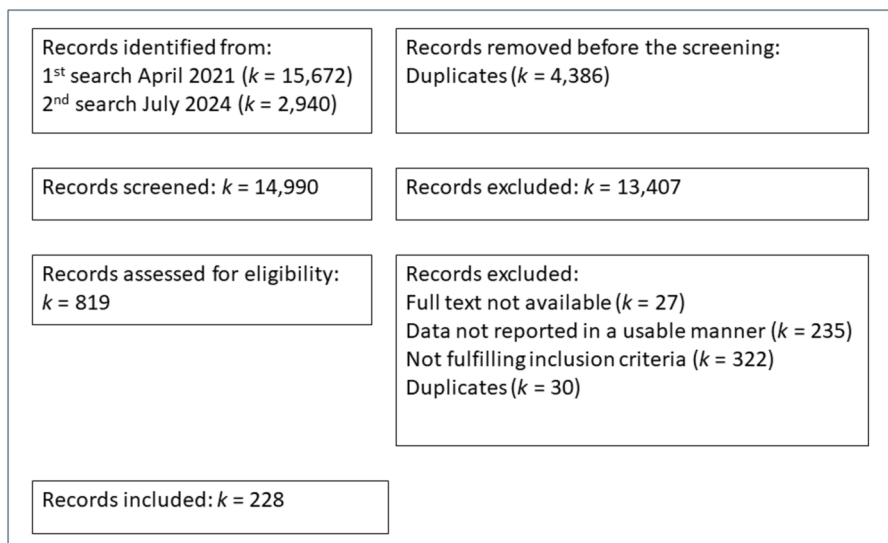 Records identified from:
1st search April 2021 (k = 15,672)
2nd search July 2024 (k = 2,940)
Records removed before the screening:
Duplicates (k = 4,386)
Records screened: k = 14,990
Records excluded: k = 13,407
Records assessed for eligibility:
k = 819
Records excluded:
Full text not available (k = 27)
Data not reported in a usable manner (k = 235)
Not fulfilling inclusion criteria (k = 322)
Duplicates (k = 30)
Records included: k = 228